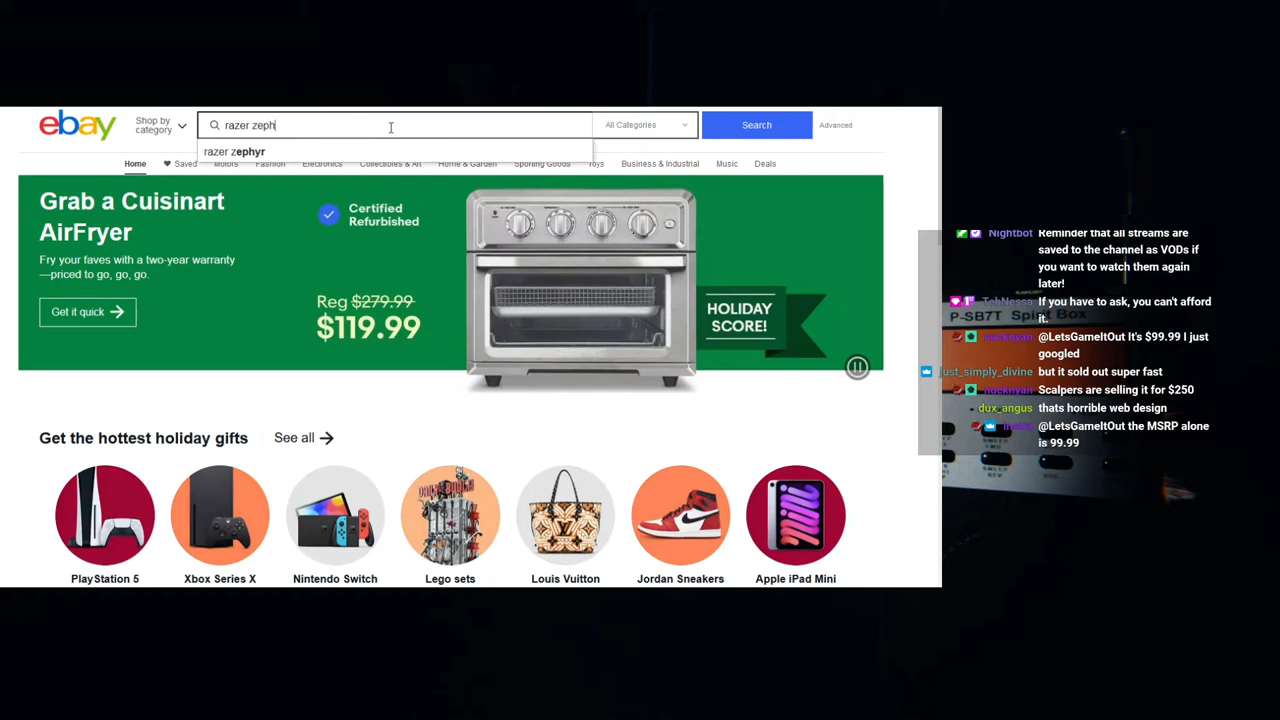 ebay
Shop by
category
razer zeph
All Categories
Search
Advanced
razer zephyr
Home
Saved
Motors
Fashion
Electronics
Collectibles & Art
Home & Garden
Sporting Goods
Toys
Business & Industrial
Music
Deals
Grab a Cuisinart
AirFryer
Fry your faves with a two-year warranty
—priced to go, go, go.
Get it quick
Certified
Refurbished
Reg $279.99
$119.99
HOLIDAY
SCORE!
Get the hottest holiday gifts
See all
PlayStation 5
Xbox Series X
Nintendo Switch
Lego sets
Louis Vuitton
Jordan Sneakers
Apple iPad Mini
Nightbot Reminder that all streams are
saved to the channel as VODs if
you want to watch them again
later!
TehNessa If you have to ask, you can't afford
it.
@LetsGameItOut It's $99.99 I just
googled
just_simply_divine but it sold out super fast
Scalpers are selling it for $250
dux_angus thats horrible web design
@LetsGameItOut the MSRP alone
is 99.99
P-SB7T Spirit Box